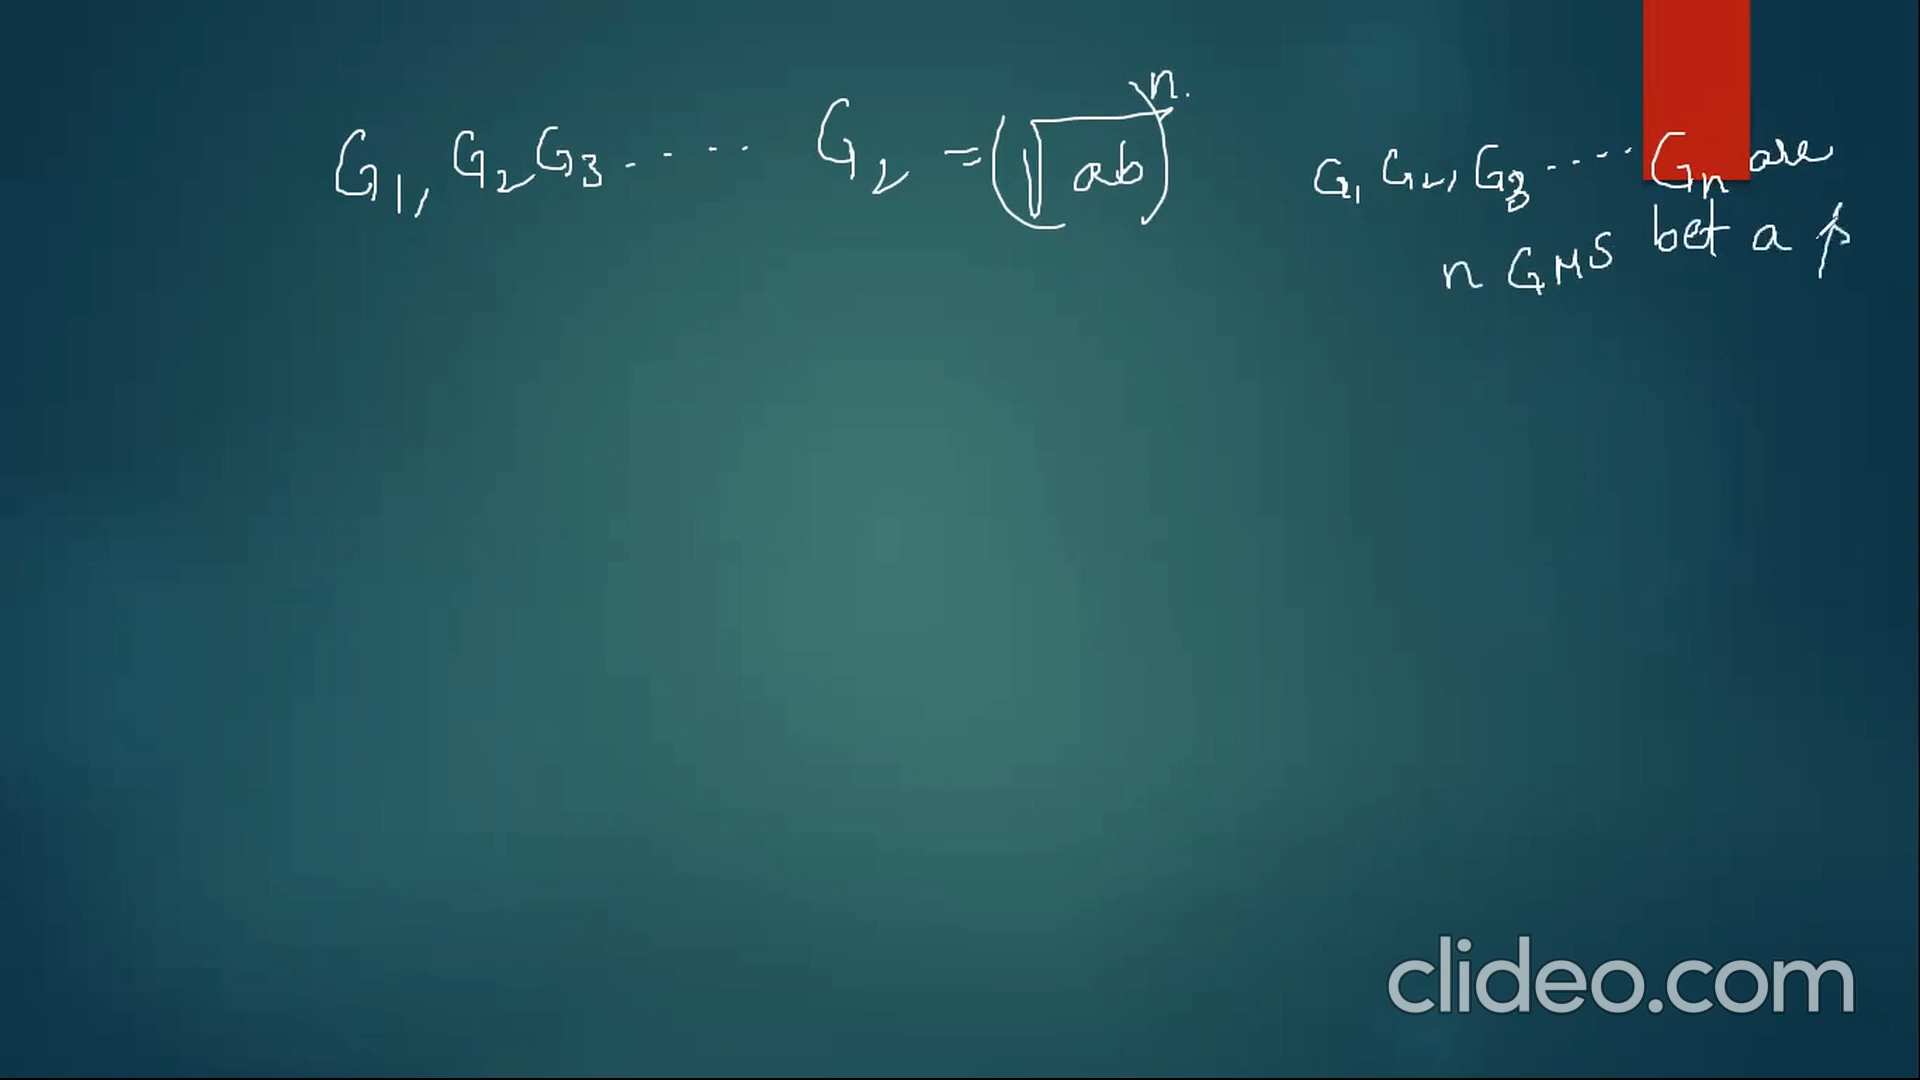 G₁, G₂ G₃ . . . . . G₂ = (√ab)ⁿ.
G₁ G₂, G₃ ..... Gₙ are
n GMS bet a
clideo.com